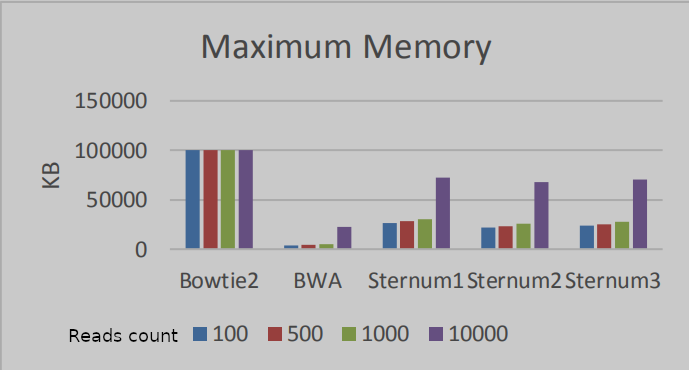 Maximum Memory
150000
100000
50000
0
KB
Bowtie2 BWA Sternum1 Sternum2 Sternum3
Reads count 100 500 1000 10000